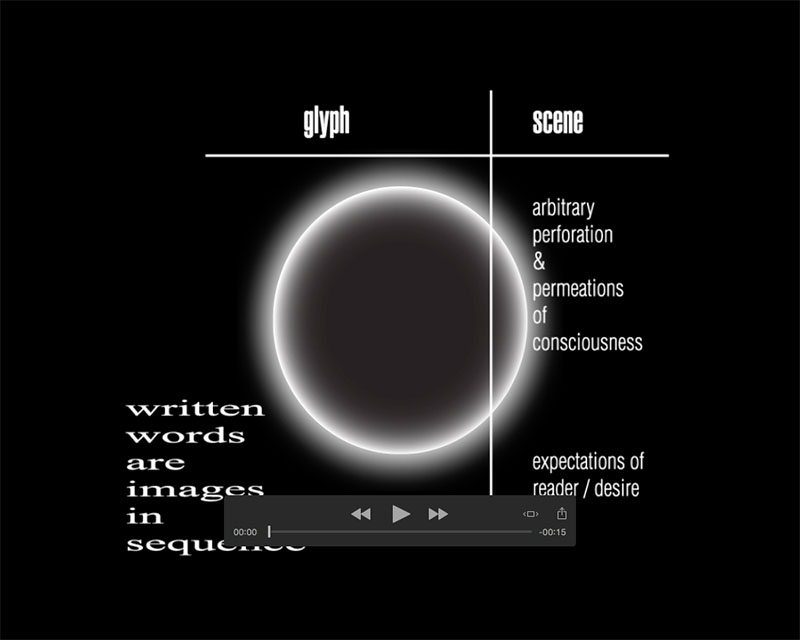 glyph
scene
arbitrary
perforation
&
permeations
of
consciousness
expectations of
reader / desire
written
words
are
images
in
sequence
00:00
-00:15